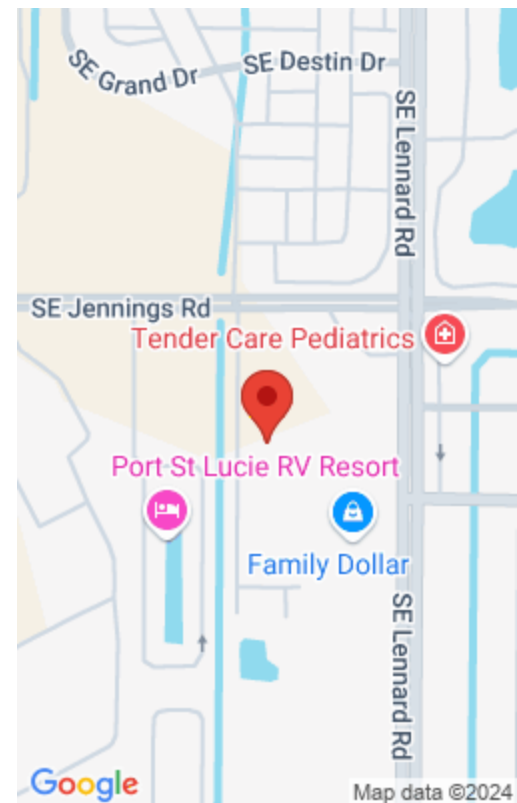 SE Grand Dr
SE Destin Dr
SE Lennard Rd
SE Jennings Rd
Tender Care Pediatrics
Port St Lucie RV Resort
Family Dollar
SE Lennard Rd
Google
Map data ©2024